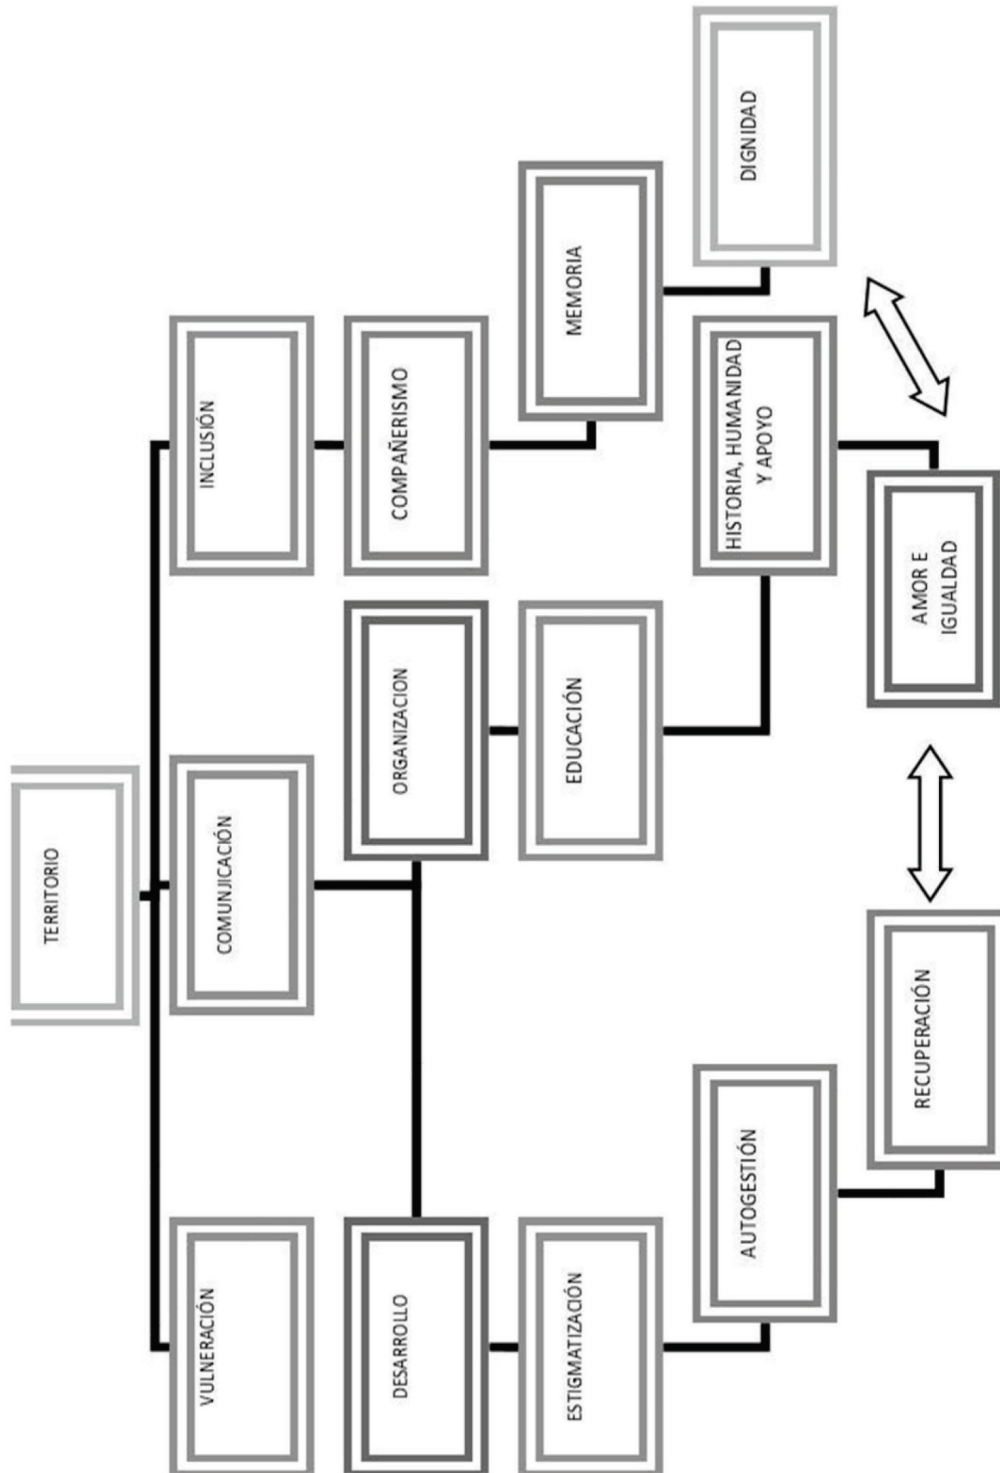 TERRITORIO
VULNERACIÓN
COMUNJICACIÓN
INCLUSIÓN
DESARROLLO
ORGANIZACION
COMPAÑERISMO
ESTIGMATIZACIÓN
EDUCACIÓN
MEMORIA
AUTOGESTIÓN
HISTORIA, HUMANIDAD
Y APOYO
DIGNIDAD
RECUPERACIÓN
AMOR E
IGUALDAD